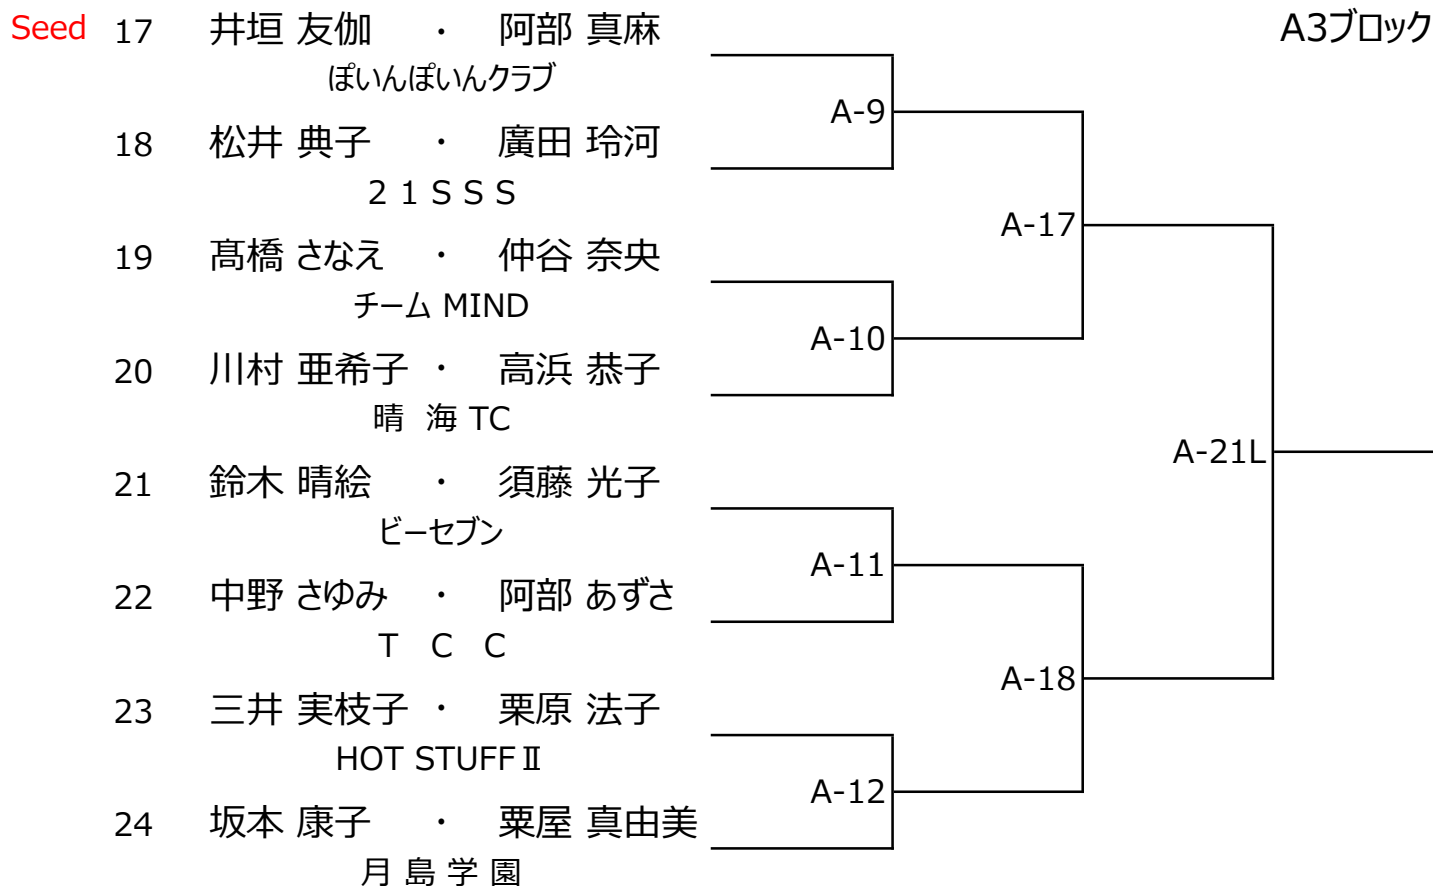 Seed 17 井垣 友伽 ・ 阿部 真麻 A3ブロック
ぽいんぽいんクラブ
A-9
18 松井 典子 ・ 廣田 玲河
２１ＳＳＳ
A-17
19 髙橋 さなえ ・ 仲谷 奈央
チーム MIND
A-10
20 川村 亜希子 ・ 高浜 恭子
晴 海 TC
A-21L
21 鈴木 晴絵 ・ 須藤 光子
ビーセブン
A-11
22 中野 さゆみ ・ 阿部 あずさ
Ｔ Ｃ Ｃ
A-18
23 三井 実枝子 ・ 栗原 法子
HOT STUFFⅡ
A-12
24 坂本 康子 ・ 粟屋 真由美
月 島 学 園